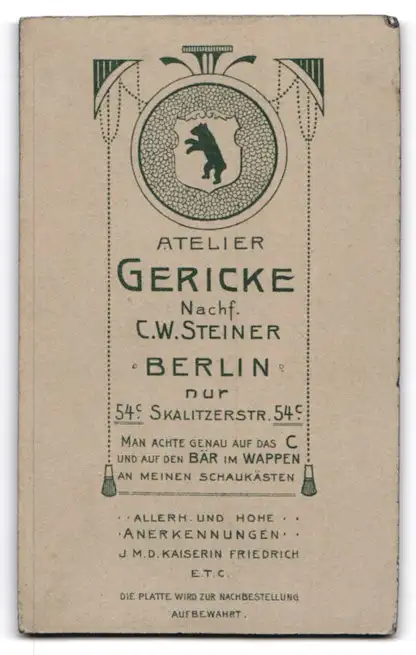 ATELIER
GERICKE
Nachf.
C.W. STEINER
BERLIN
nur
54c SKALITZERSTR. 54c
MAN ACHTE GENAU AUF DAS C
UND AUF DEN BÄR IM WAPPEN
AN MEINEN SCHAUKÄSTEN
··ALLERH. UND HOHE··
·ANERKENNUNGEN·
J.M.D. KAISERIN FRIEDRICH
E.T.C.
DIE PLATTE WIRD ZUR NACHBESTELLUNG
AUFBEWAHRT.